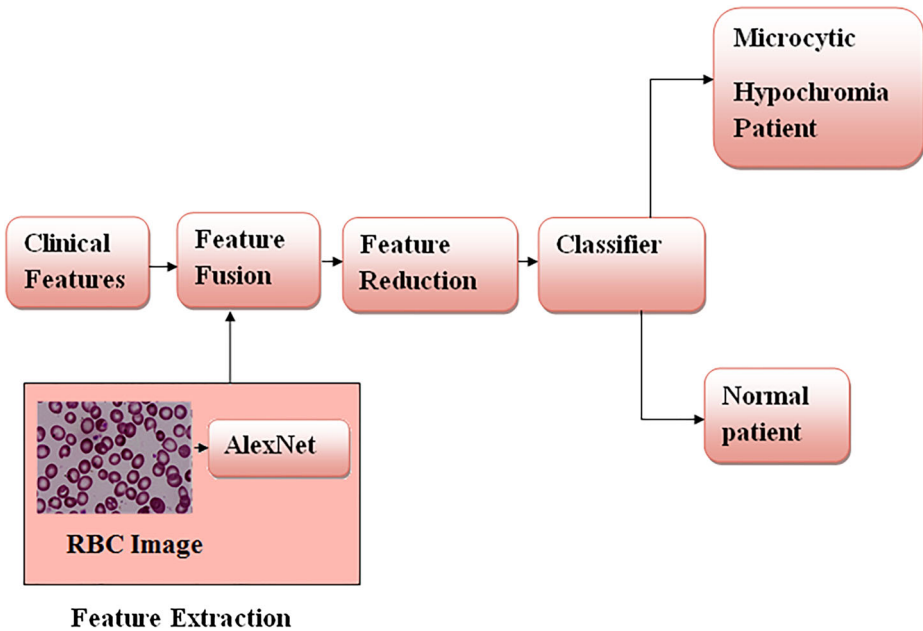 Microcytic
Hypochromia
Patient
Clinical
Features
Feature
Fusion
Feature
Reduction
Classifier
AlexNet
RBC Image
Feature Extraction
Normal
patient